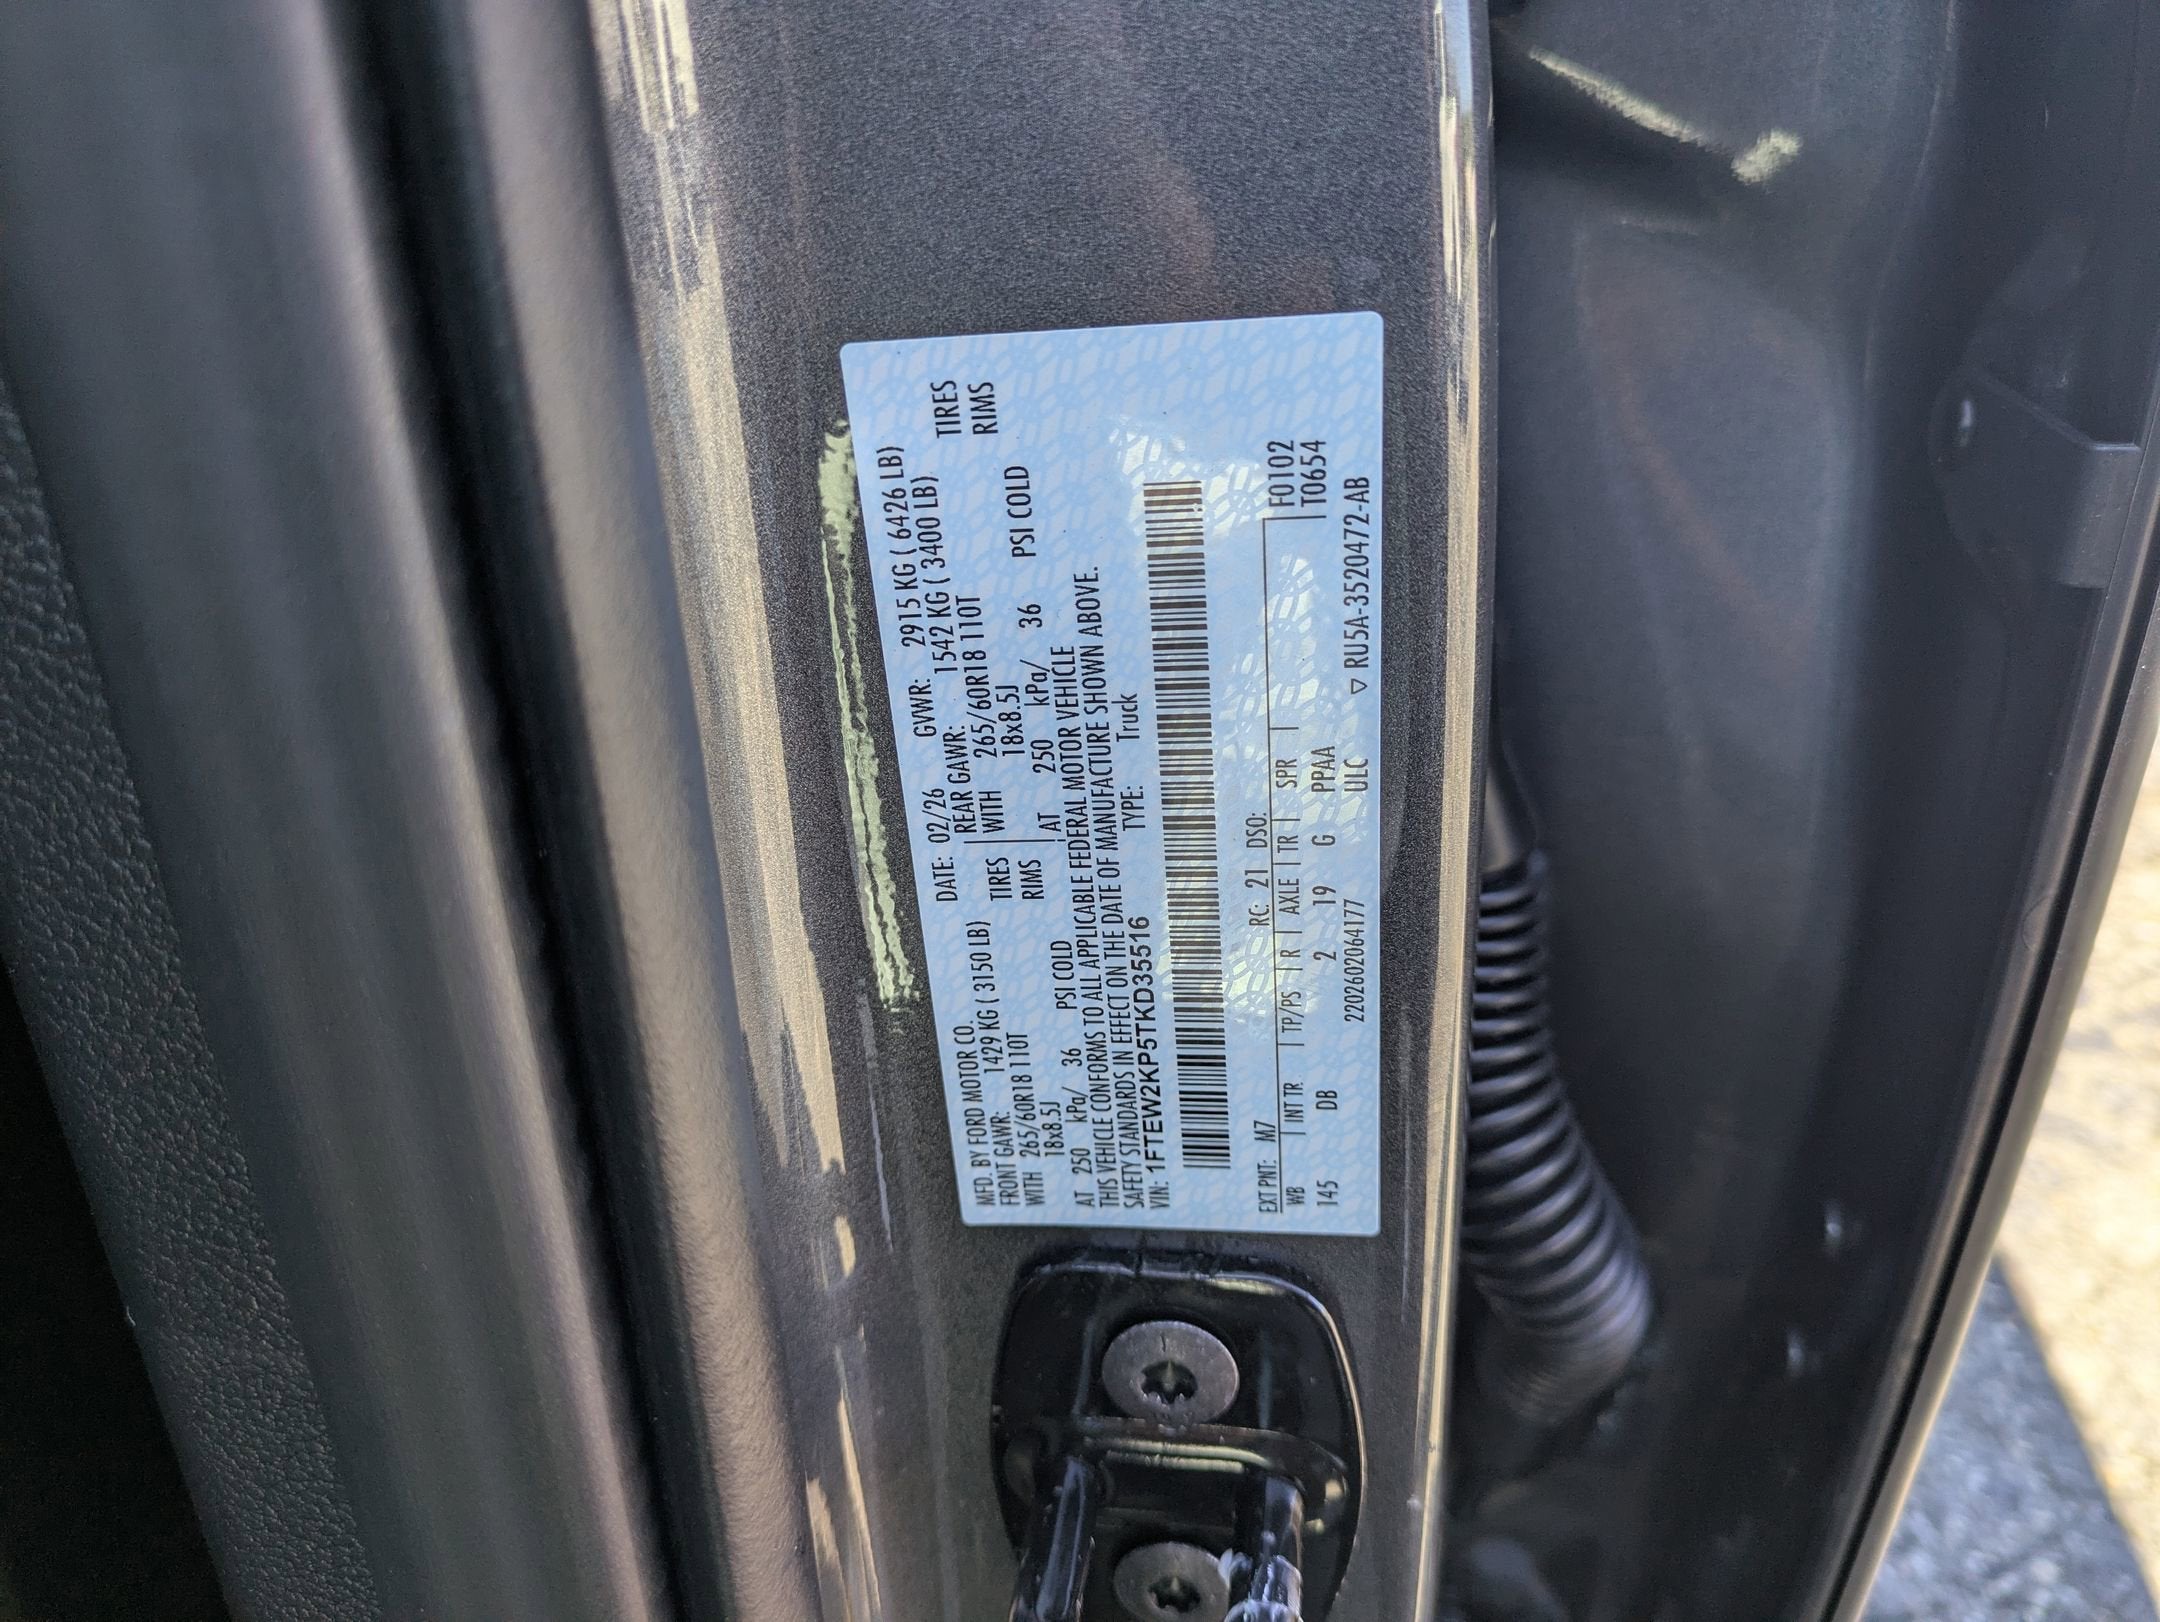 MFD. BY FORD MOTOR CO. DATE: 02/26 GVWR: 2915 KG ( 6426 LB)
FRONT GAWR: 1429 KG ( 3150 LB) REAR GAWR: 1542 KG ( 3400 LB)
WITH 265/60R18 110T TIRES WITH 265/60R18 110T TIRES
18x8.5J RIMS 18x8.5J RIMS
AT 250 kPa/ 36 PSI COLD AT 250 kPa/ 36 PSI COLD
THIS VEHICLE CONFORMS TO ALL APPLICABLE FEDERAL MOTOR VEHICLE
SAFETY STANDARDS IN EFFECT ON THE DATE OF MANUFACTURE SHOWN ABOVE.
VIN: 1FTEW2KP5TKD35516 TYPE: Truck
EXT PNT: M7 RC: 21 DSO: F0102
WB | INT TR | TP/PS | R | AXLE | TR | SPR | T0654
145 DB 2 19 G PPAA
2202602064177 ULC ▽ RU5A-3520472-AB